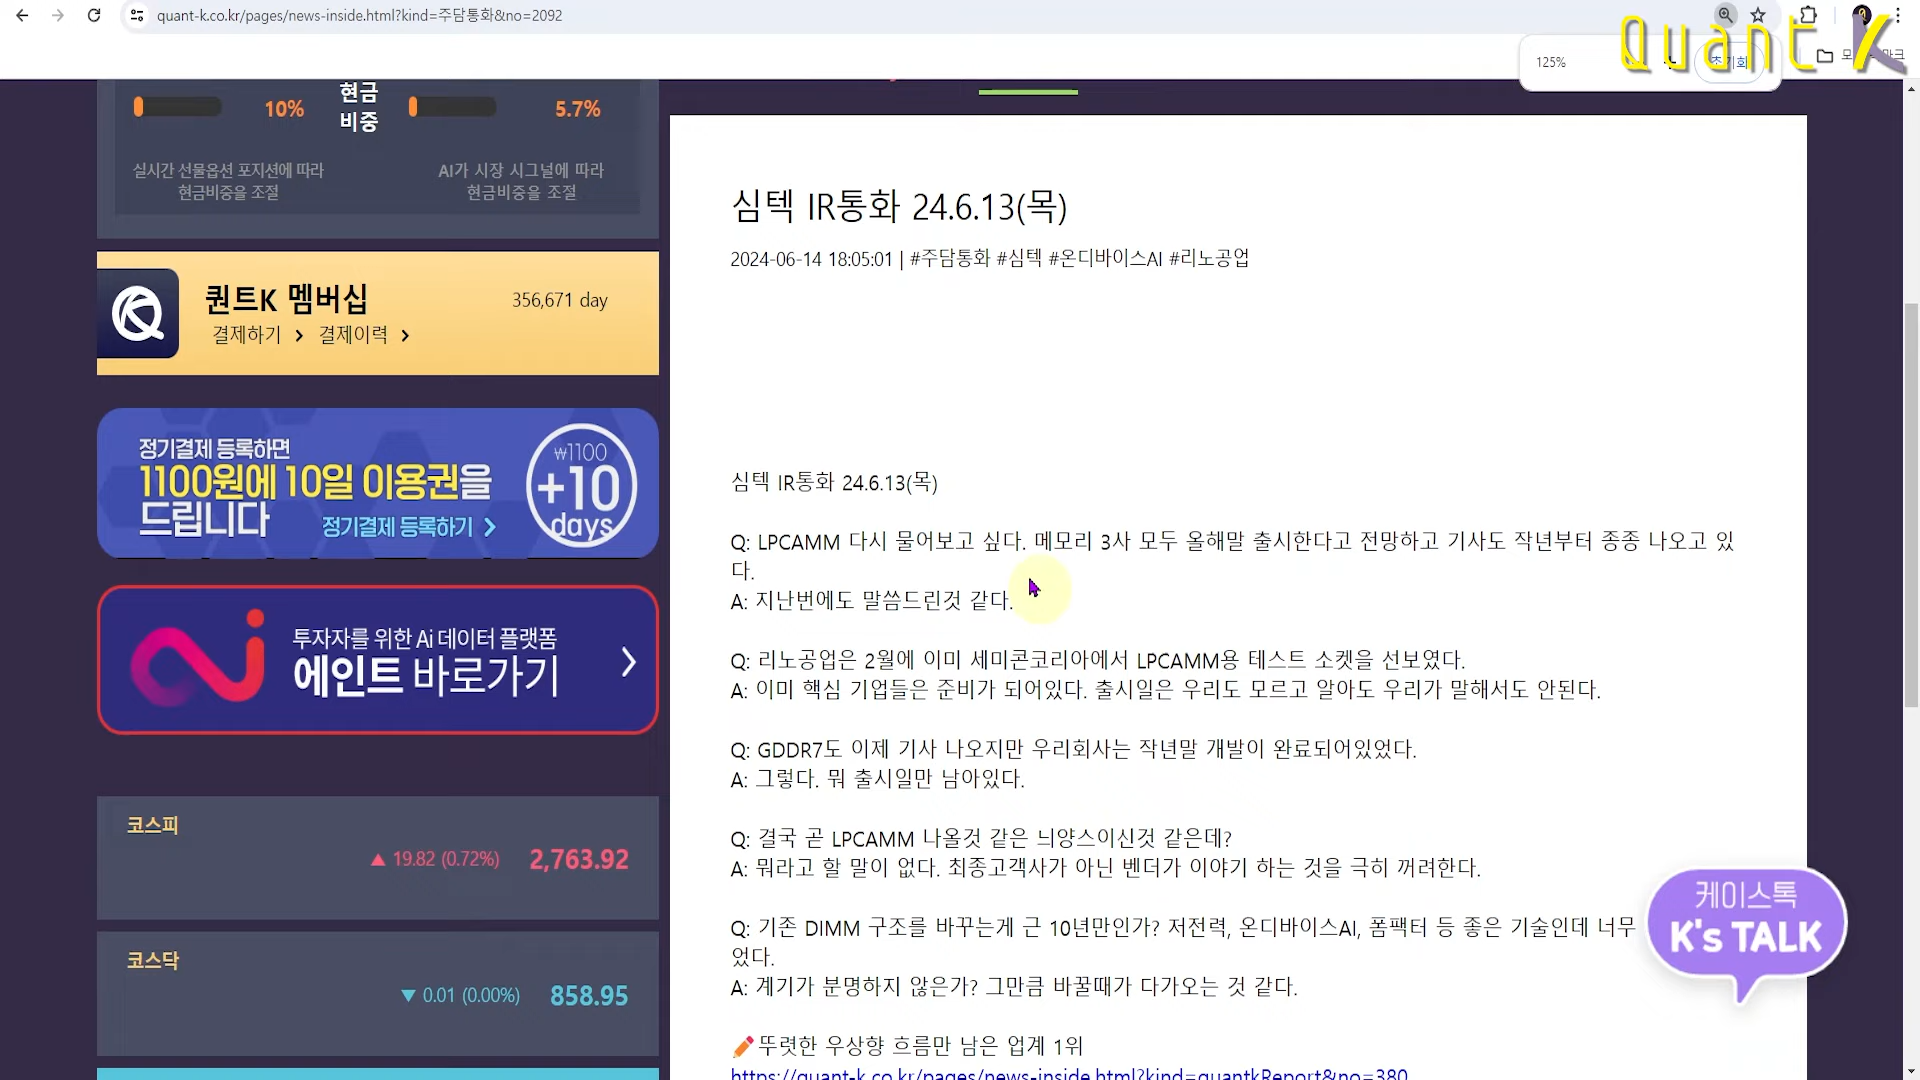 quant-k.co.kr/pages/news-inside.html?kind=주담통화&no=2092
Quant K
125%
10%
현금
비중
5.7%
실시간 선물옵션 포지션에 따라
현금비중을 조절
AI가 시장 시그널에 따라
현금비중을 조절
퀀트K 멤버십
356,671 day
결제하기 > 결제이력 >
정기결제 등록하면
1100원에 10일 이용권을
드립니다
정기결제 등록하기 >
₩1100
+10
days
투자자를 위한 Ai 데이터 플랫폼
에인트 바로가기
코스피
▲ 19.82 (0.72%) 2,763.92
코스닥
▼ 0.01 (0.00%) 858.95
심텍 IR통화 24.6.13(목)
2024-06-14 18:05:01 | #주담통화 #심텍 #온디바이스AI #리노공업
심텍 IR통화 24.6.13(목)
Q: LPCAMM 다시 물어보고 싶다. 메모리 3사 모두 올해말 출시한다고 전망하고 기사도 작년부터 종종 나오고 있
다.
A: 지난번에도 말씀드린것 같다.
Q: 리노공업은 2월에 이미 세미콘코리아에서 LPCAMM용 테스트 소켓을 선보였다.
A: 이미 핵심 기업들은 준비가 되어있다. 출시일은 우리도 모르고 알아도 우리가 말해서도 안된다.
Q: GDDR7도 이제 기사 나오지만 우리회사는 작년말 개발이 완료되어있었다.
A: 그렇다. 뭐 출시일만 남아있다.
Q: 결국 곧 LPCAMM 나올것 같은 늬양스이신것 같은데?
A: 뭐라고 할 말이 없다. 최종고객사가 아닌 벤더가 이야기 하는 것을 극히 꺼려한다.
Q: 기존 DIMM 구조를 바꾸는게 근 10년만인가? 저전력, 온디바이스AI, 폼팩터 등 좋은 기술인데 너무
었다.
A: 계기가 분명하지 않은가? 그만큼 바꿀때가 다가오는 것 같다.
뚜렷한 우상향 흐름만 남은 업계 1위
https://quant-k.co.kr/pages/news-inside.html?kind=quantkReport&no=380
케이스톡
K's TALK